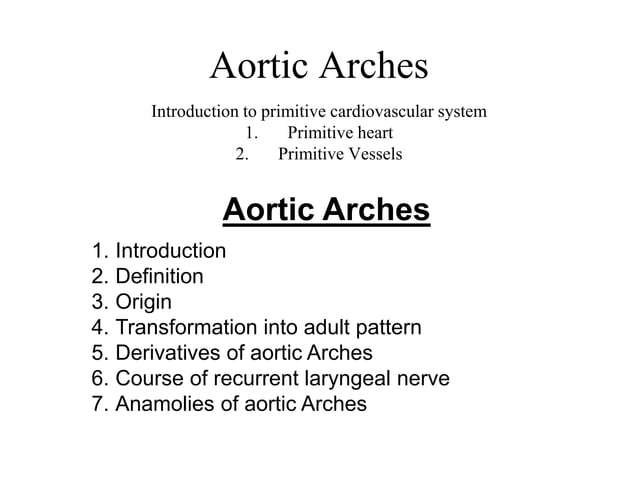 Aortic Arches
Introduction to primitive cardiovascular system
1. Primitive heart
2. Primitive Vessels
Aortic Arches
1. Introduction
2. Definition
3. Origin
4. Transformation into adult pattern
5. Derivatives of aortic Arches
6. Course of recurrent laryngeal nerve
7. Anamolies of aortic Arches